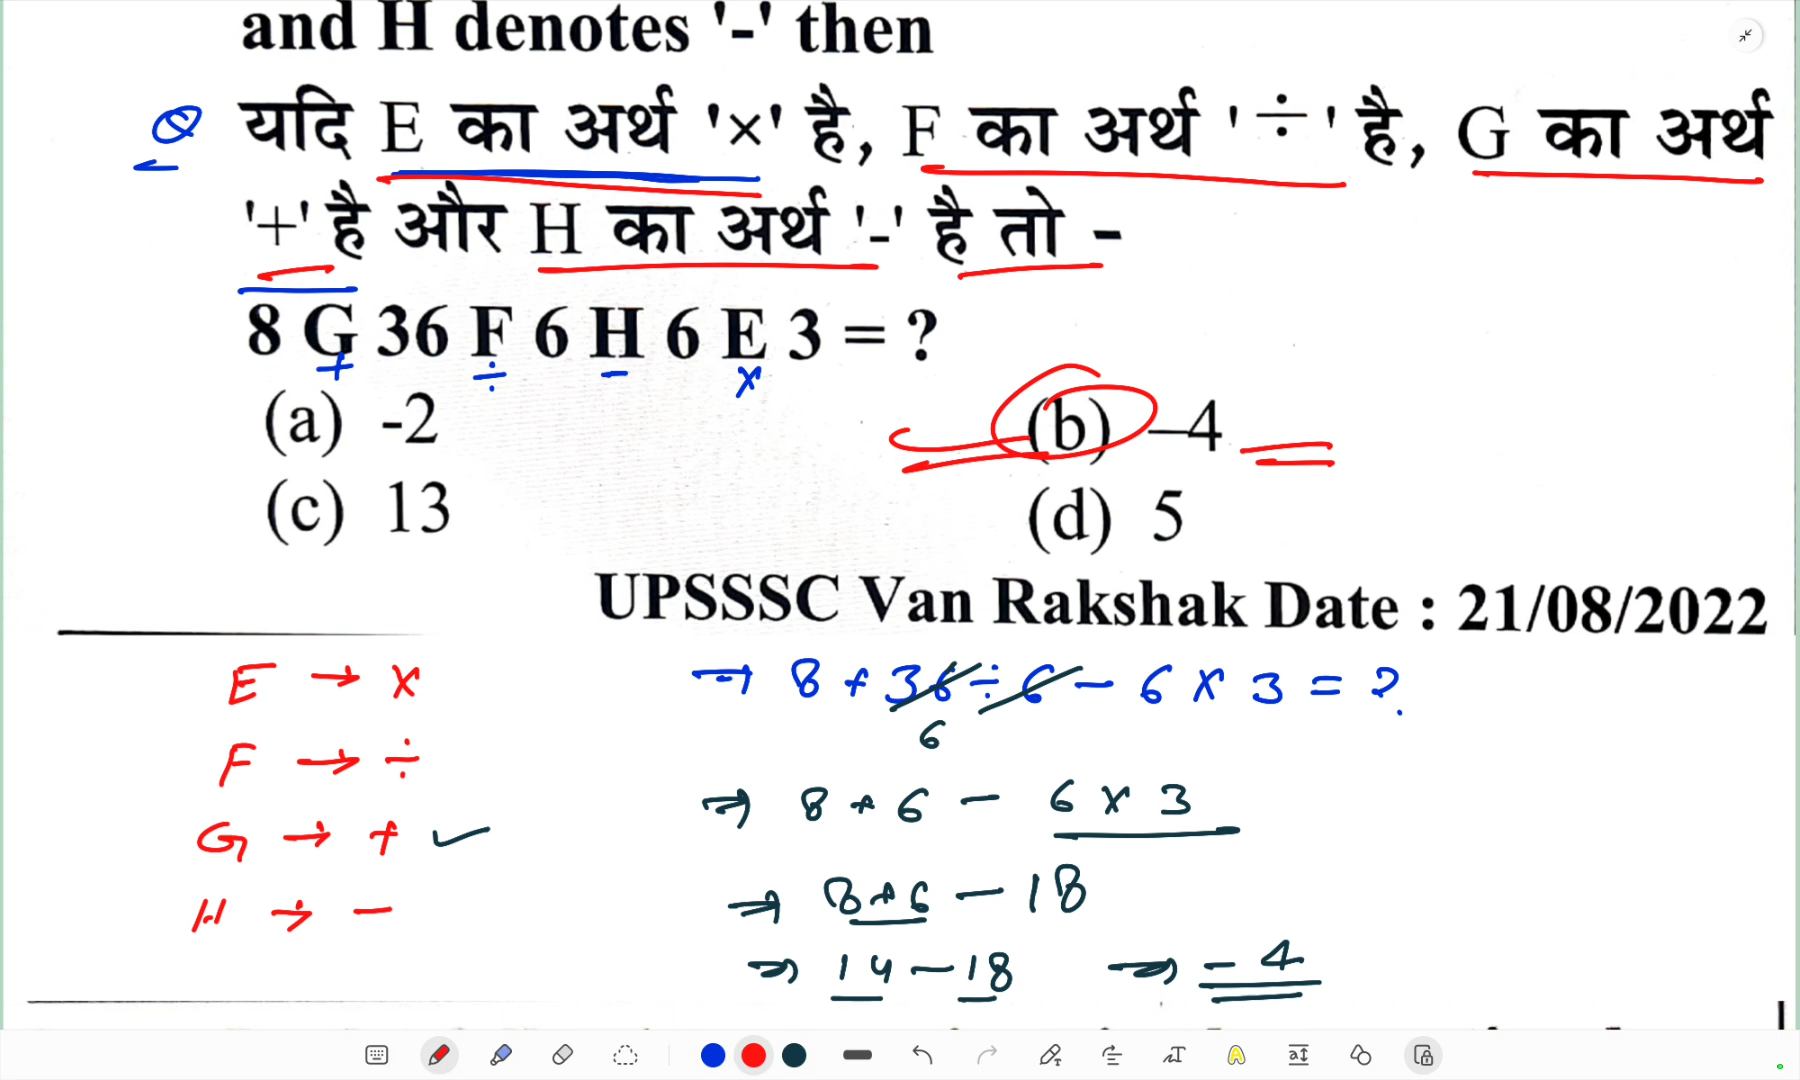 and H denotes '-' then
Q यदि E का अर्थ '×' है, F का अर्थ '÷' है, G का अर्थ
'+' है और H का अर्थ '-' है तो -
8 G 36 F 6 H 6 E 3 = ?
+ ÷ - ×
(a) -2 (b) –4
(c) 13 (d) 5
UPSSSC Van Rakshak Date : 21/08/2022
E → × → 8 + 36 ÷ 6 - 6 × 3 = ?
6
F → ÷ ⇒ 8 + 6 - 6 × 3
G → + ✓ ⇒ 8+6 - 18
H → - ⇒ 14 - 18 ⇒ - 4